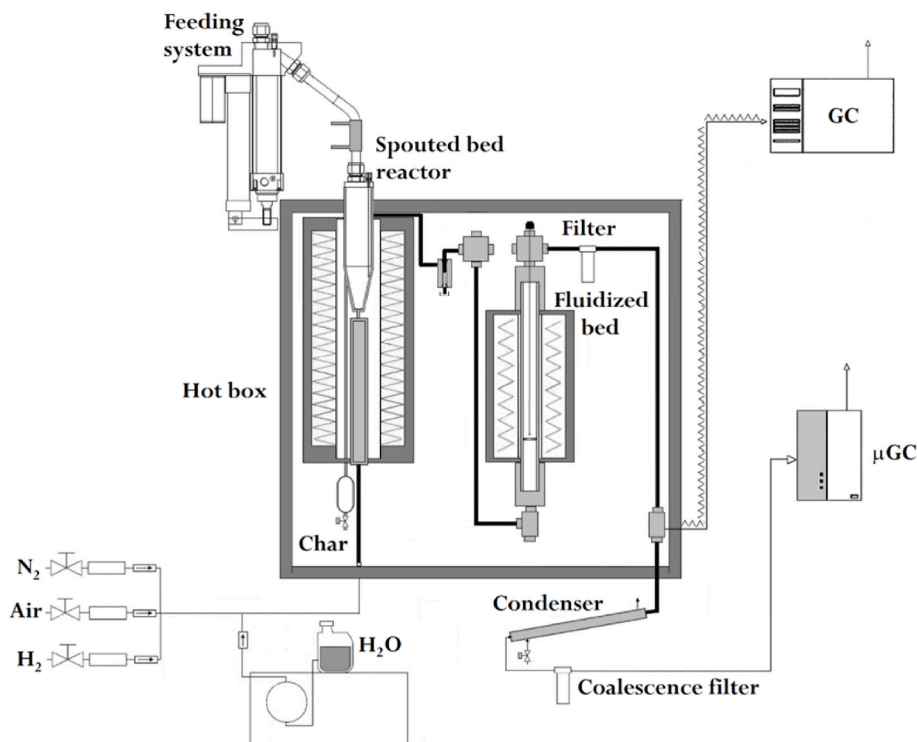 Feeding
system
GC
Spouted bed
reactor
Filter
Fluidized
bed
Hot box
μGC
Char
N₂
Air
H₂
H₂O
Condenser
Coalescence filter